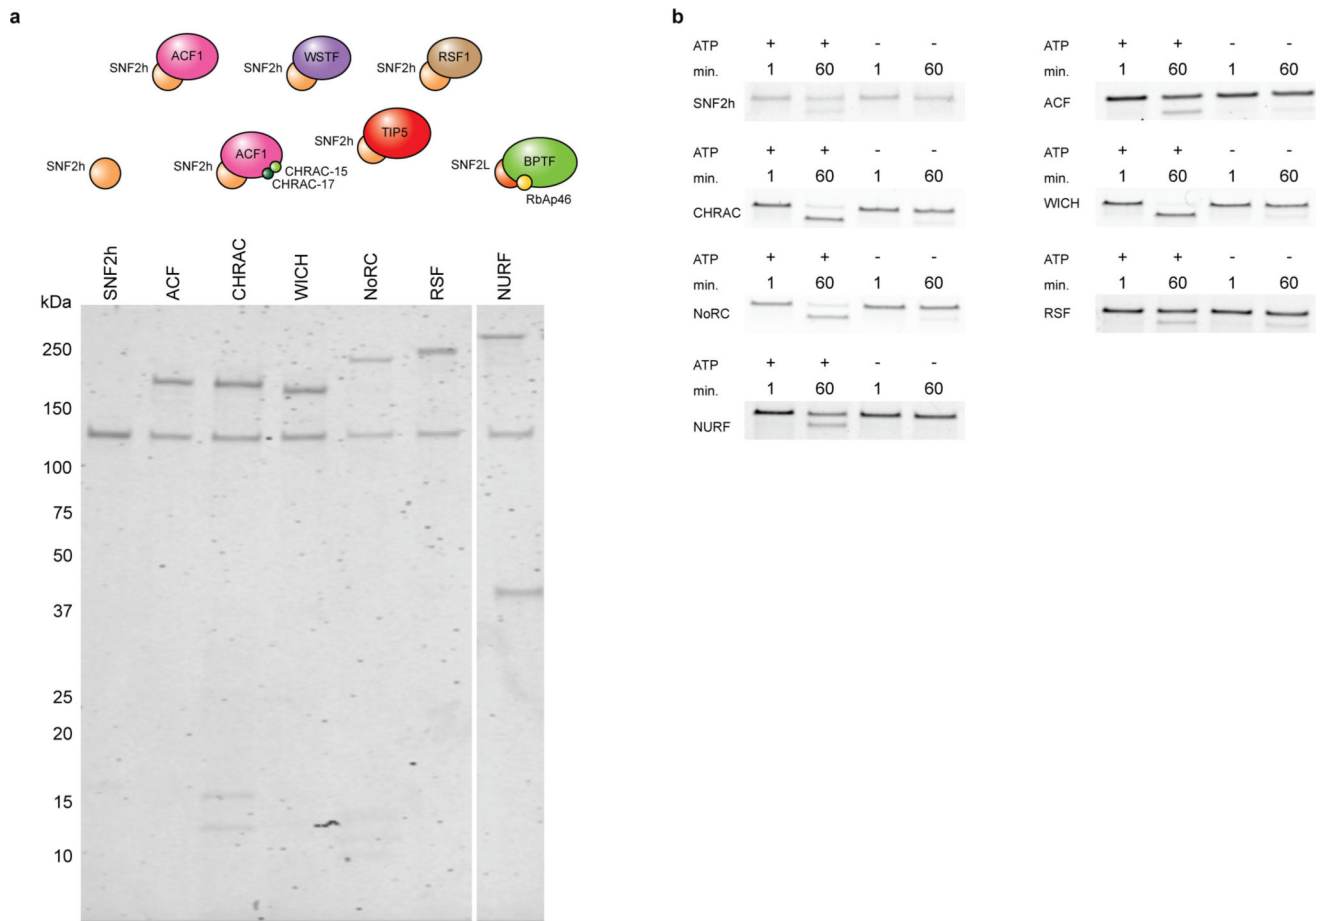 a
ACF1
SNF2h
WSTF
SNF2h
RSF1
SNF2h
SNF2h
ACF1
SNF2h
CHRAC-15
CHRAC-17
TIP5
SNF2h
BPTF
SNF2L
RbAp46
SNF2h
ACF
CHRAC
WICH
NoRC
RSF
NURF
kDa
250
150
100
75
50
37
25
20
15
10
b
ATP + + - -
min. 1 60 1 60
SNF2h
ATP + + - -
min. 1 60 1 60
ACF
ATP + + - -
min. 1 60 1 60
CHRAC
ATP + + - -
min. 1 60 1 60
WICH
ATP + + - -
min. 1 60 1 60
NoRC
ATP + + - -
min. 1 60 1 60
RSF
ATP + + - -
min. 1 60 1 60
NURF